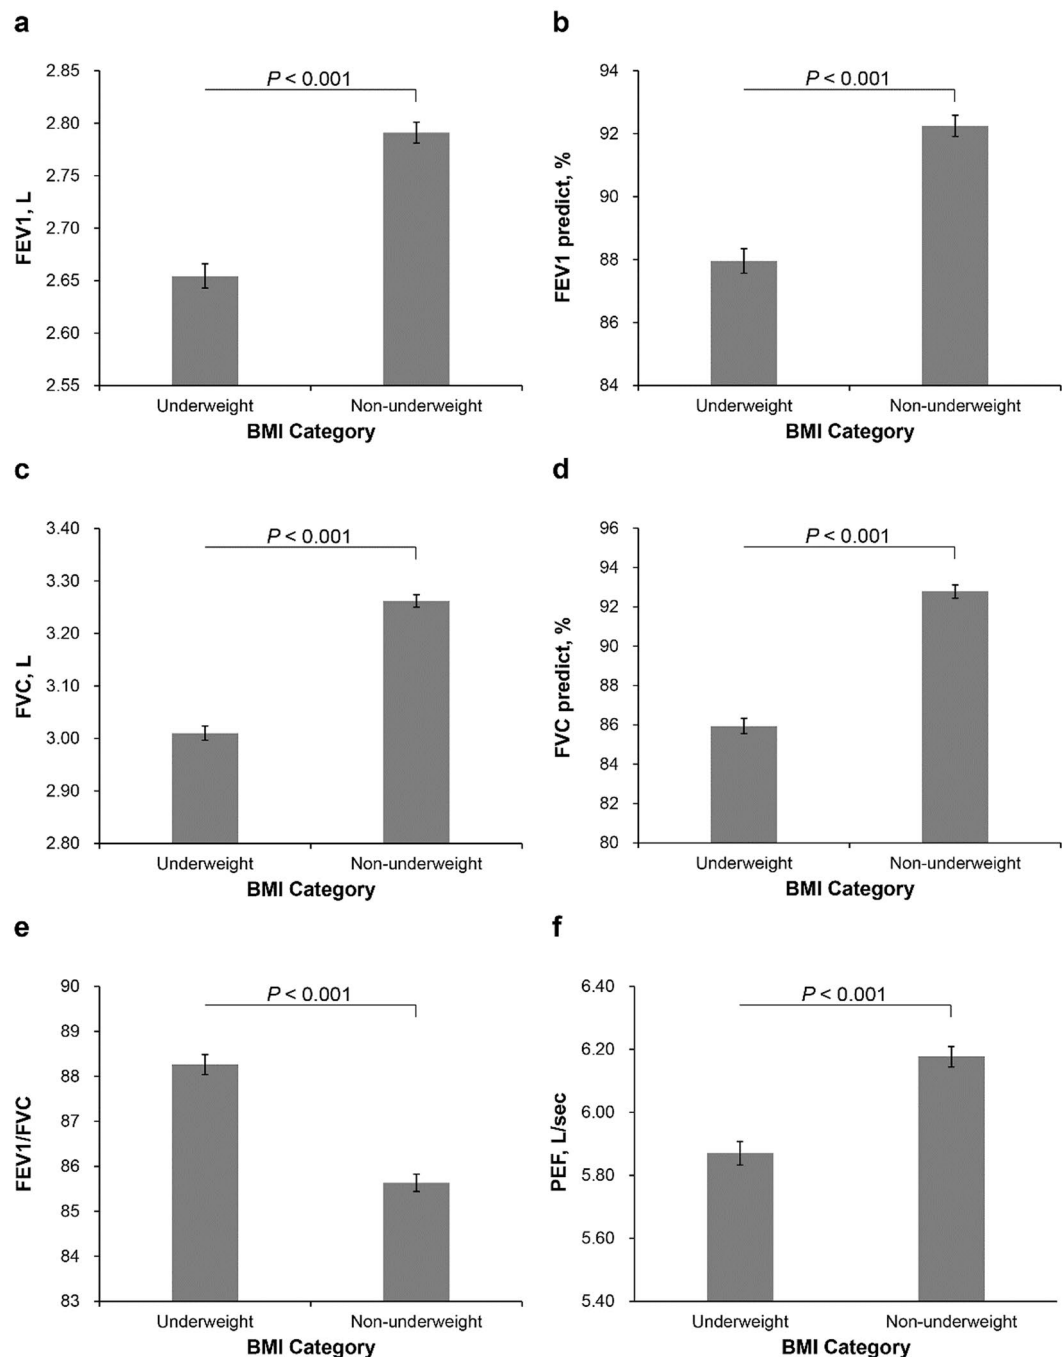 a
b
P < 0.001
P < 0.001
2.85
2.80
2.75
2.70
2.65
2.60
2.55
FEV1, L
Underweight
Non-underweight
BMI Category
94
92
90
88
86
84
FEV1 predict, %
Underweight
Non-underweight
BMI Category
c
d
P < 0.001
P < 0.001
3.40
3.30
3.20
3.10
3.00
2.90
2.80
FVC, L
Underweight
Non-underweight
BMI Category
96
94
92
90
88
86
84
82
80
FVC predict, %
Underweight
Non-underweight
BMI Category
e
f
P < 0.001
P < 0.001
90
89
88
87
86
85
84
83
FEV1/FVC
Underweight
Non-underweight
BMI Category
6.40
6.20
6.00
5.80
5.60
5.40
PEF, L/sec
Underweight
Non-underweight
BMI Category